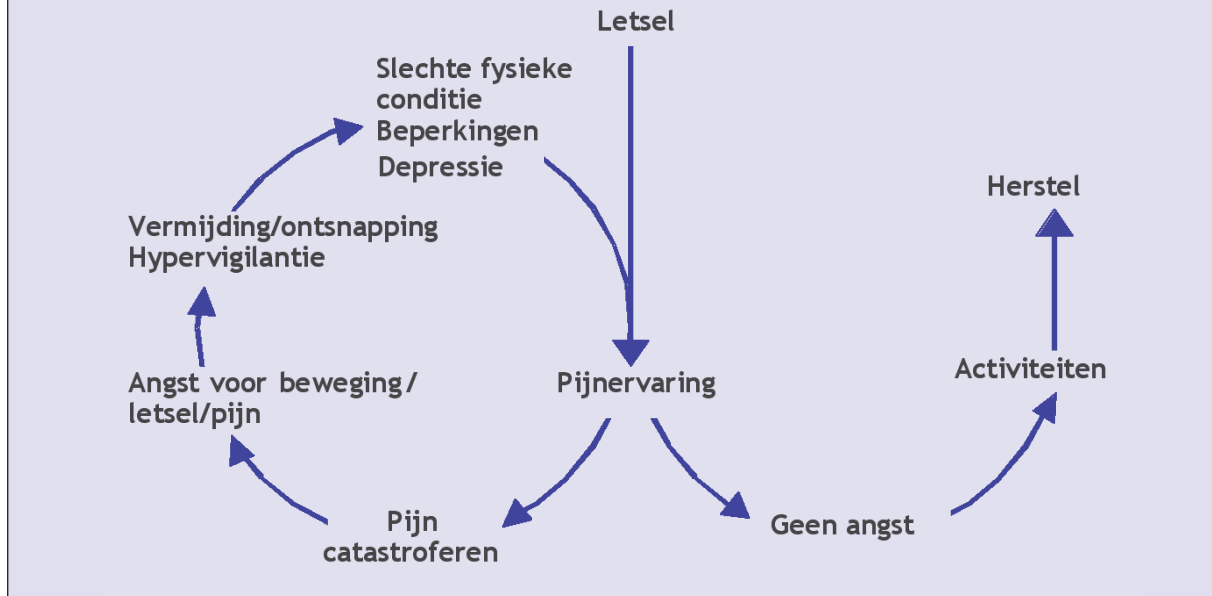 Letsel
Slechte fysieke
conditie
Beperkingen
Depressie
Herstel
Vermijding/ontsnapping
Hypervigilantie
Angst voor beweging/
letsel/pijn
Pijnervaring
Activiteiten
Pijn
catastroferen
Geen angst